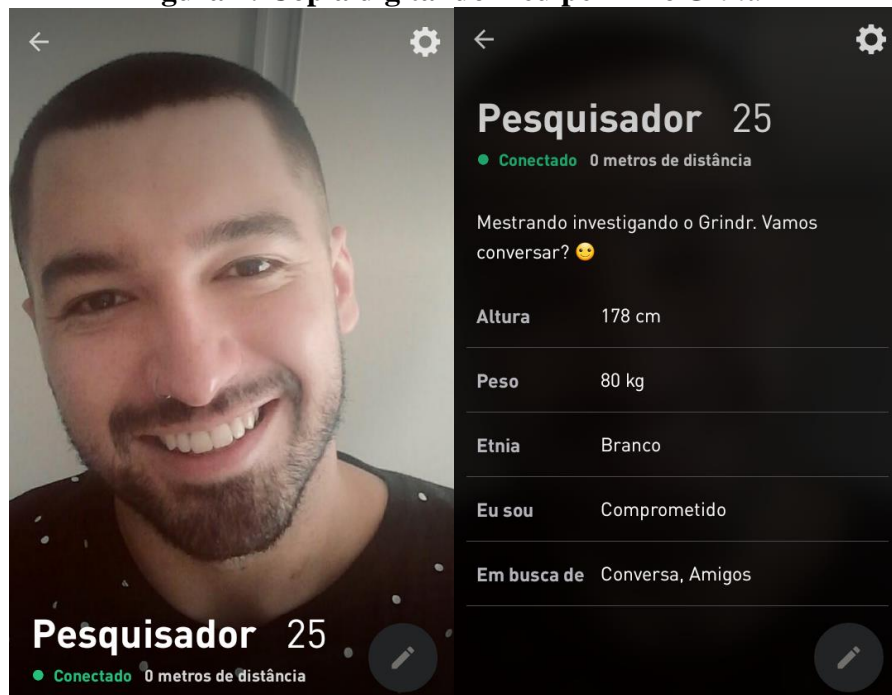 Pesquisador 25
Conectado 0 metros de distância
Pesquisador 25
Conectado 0 metros de distância
Mestrando investigando o Grindr. Vamos
conversar? 🙂
Altura 178 cm
Peso 80 kg
Etnia Branco
Eu sou Comprometido
Em busca de Conversa, Amigos